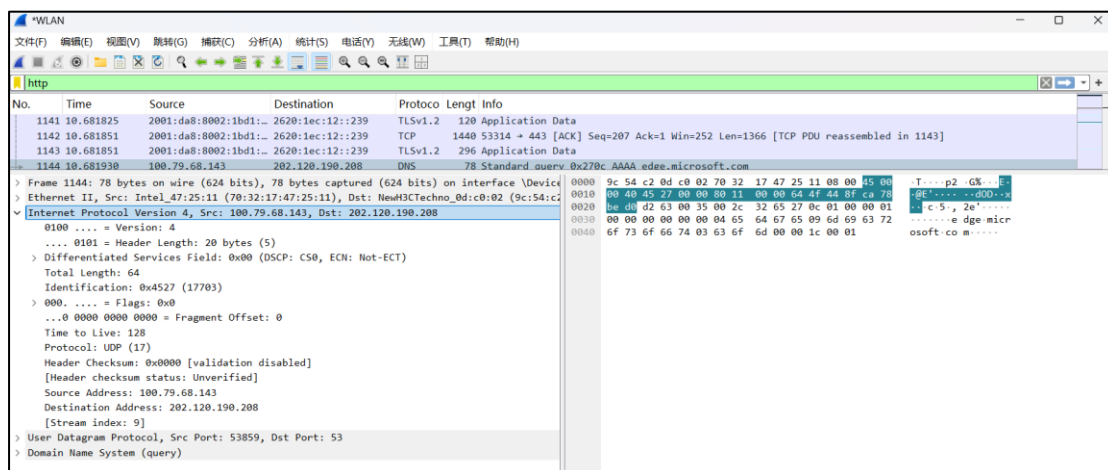 *WLAN
文件(F) 编辑(E) 视图(V) 跳转(G) 捕获(C) 分析(A) 统计(S) 电话(Y) 无线(W) 工具(T) 帮助(H)
http
No. Time Source Destination Protoco Lengt Info
1141 10.681825 2001:da8:8002:1bd1:… 2620:1ec:12::239 TLSv1.2 120 Application Data
1142 10.681851 2001:da8:8002:1bd1:… 2620:1ec:12::239 TCP 1440 53314 → 443 [ACK] Seq=207 Ack=1 Win=252 Len=1366 [TCP PDU reassembled in 1143]
1143 10.681851 2001:da8:8002:1bd1:… 2620:1ec:12::239 TLSv1.2 296 Application Data
1144 10.681930 100.79.68.143 202.120.190.208 DNS 78 Standard query 0x270c AAAA edge.microsoft.com
Frame 1144: 78 bytes on wire (624 bits), 78 bytes captured (624 bits) on interface \Device
Ethernet II, Src: Intel_47:25:11 (70:32:17:47:25:11), Dst: NewH3CTechno_0d:c0:02 (9c:54:c2
Internet Protocol Version 4, Src: 100.79.68.143, Dst: 202.120.190.208
0100 .... = Version: 4
.... 0101 = Header Length: 20 bytes (5)
Differentiated Services Field: 0x00 (DSCP: CS0, ECN: Not-ECT)
Total Length: 64
Identification: 0x4527 (17703)
000. .... = Flags: 0x0
...0 0000 0000 0000 = Fragment Offset: 0
Time to Live: 128
Protocol: UDP (17)
Header Checksum: 0x0000 [validation disabled]
[Header checksum status: Unverified]
Source Address: 100.79.68.143
Destination Address: 202.120.190.208
[Stream index: 9]
User Datagram Protocol, Src Port: 53859, Dst Port: 53
Domain Name System (query)
0000 9c 54 c2 0d c0 02 70 32 17 47 25 11 08 00 45 00 ·T····p2 ·G%···E·
0010 00 40 45 27 00 00 80 11 00 00 64 4f 44 8f ca 78 ·@E'···· ··dOD··x
0020 be d0 d2 63 00 35 00 2c 32 65 27 0c 01 00 00 01 ···c·5·, 2e'·····
0030 00 00 00 00 00 00 04 65 64 67 65 09 6d 69 63 72 ·······e dge·micr
0040 6f 73 6f 66 74 03 63 6f 6d 00 00 1c 00 01 osoft·co m·····